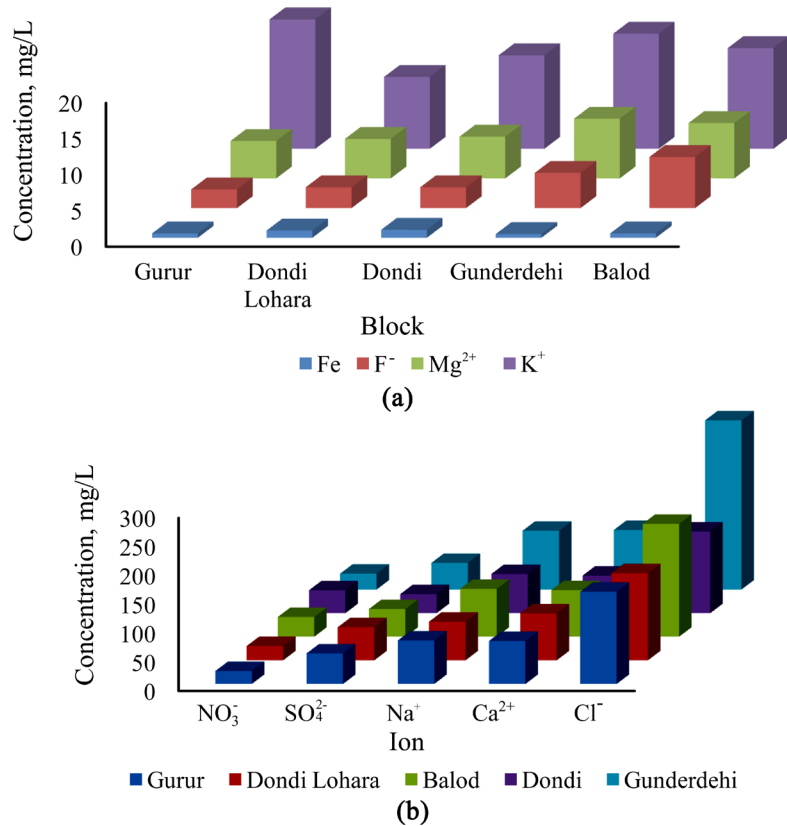 Concentration, mg/L
20
15
10
5
0
Gurur Dondi Dondi Gunderdehi Balod
Lohara
Block
Fe F⁻ Mg²⁺ K⁺
(a)
Concentration, mg/L
300
250
200
150
100
50
0
NO₃⁻ SO₄²⁻ Na⁺ Ca²⁺ Cl⁻
Ion
Gurur Dondi Lohara Balod Dondi Gunderdehi
(b)